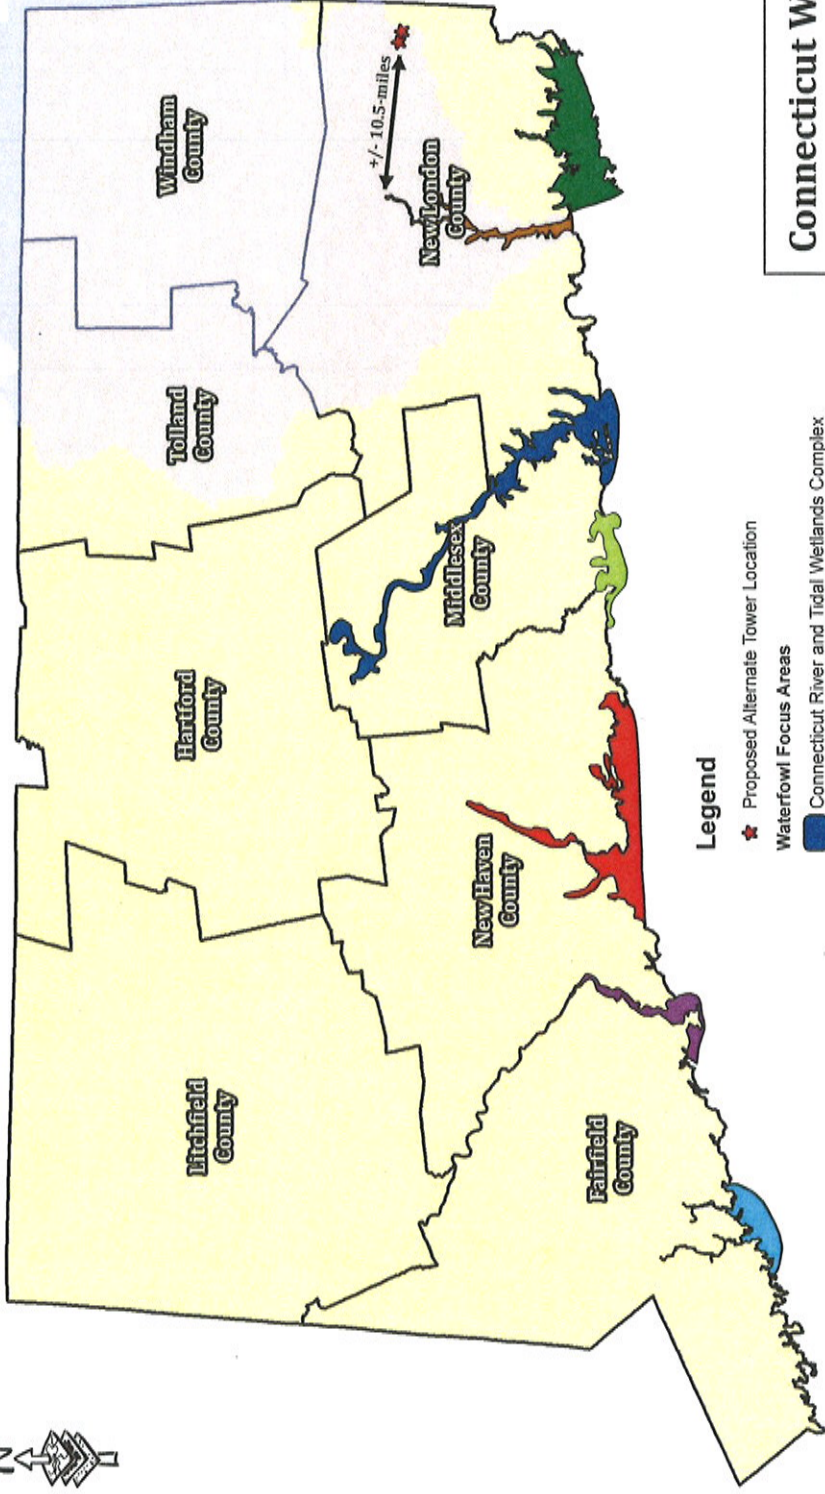 N
Litchfield
County
Hartford
County
Tolland
County
Windham
County
+/- 10.5-miles
New London
County
Middlesex
County
New Haven
County
Fairfield
County
Legend
Proposed Alternate Tower Location
Waterfowl Focus Areas
Connecticut River and Tidal Wetlands Complex
Connecticut W